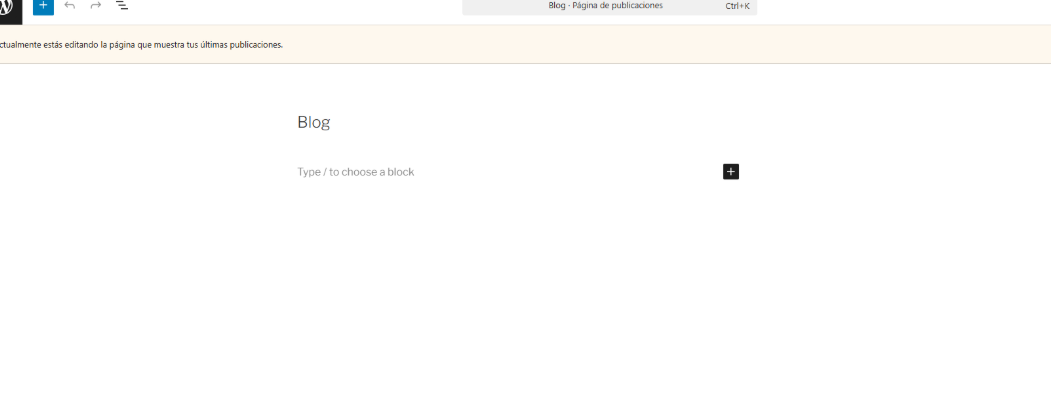 Blog · Página de publicaciones Ctrl+K
ctualmente estás editando la página que muestra tus últimas publicaciones.
Blog
Type / to choose a block